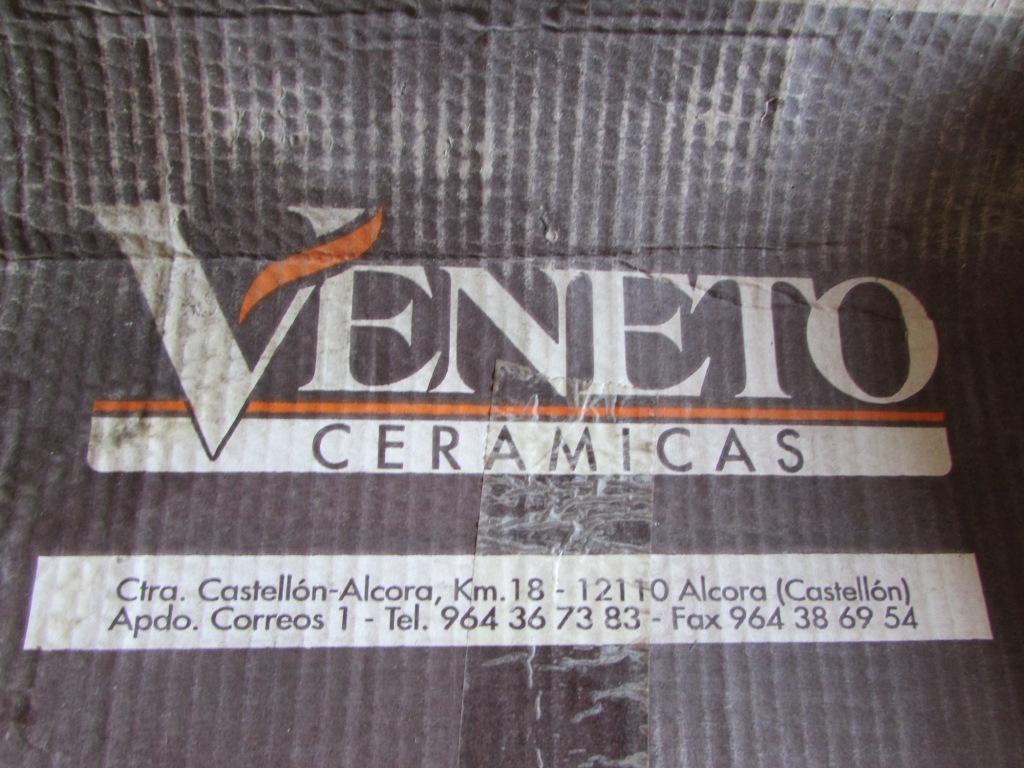 VENETO
CERAMICAS
Ctra. Castellón-Alcora, Km.18 - 12110 Alcora (Castellón)
Apdo. Correos 1 - Tel. 964 36 73 83 - Fax 964 38 69 54